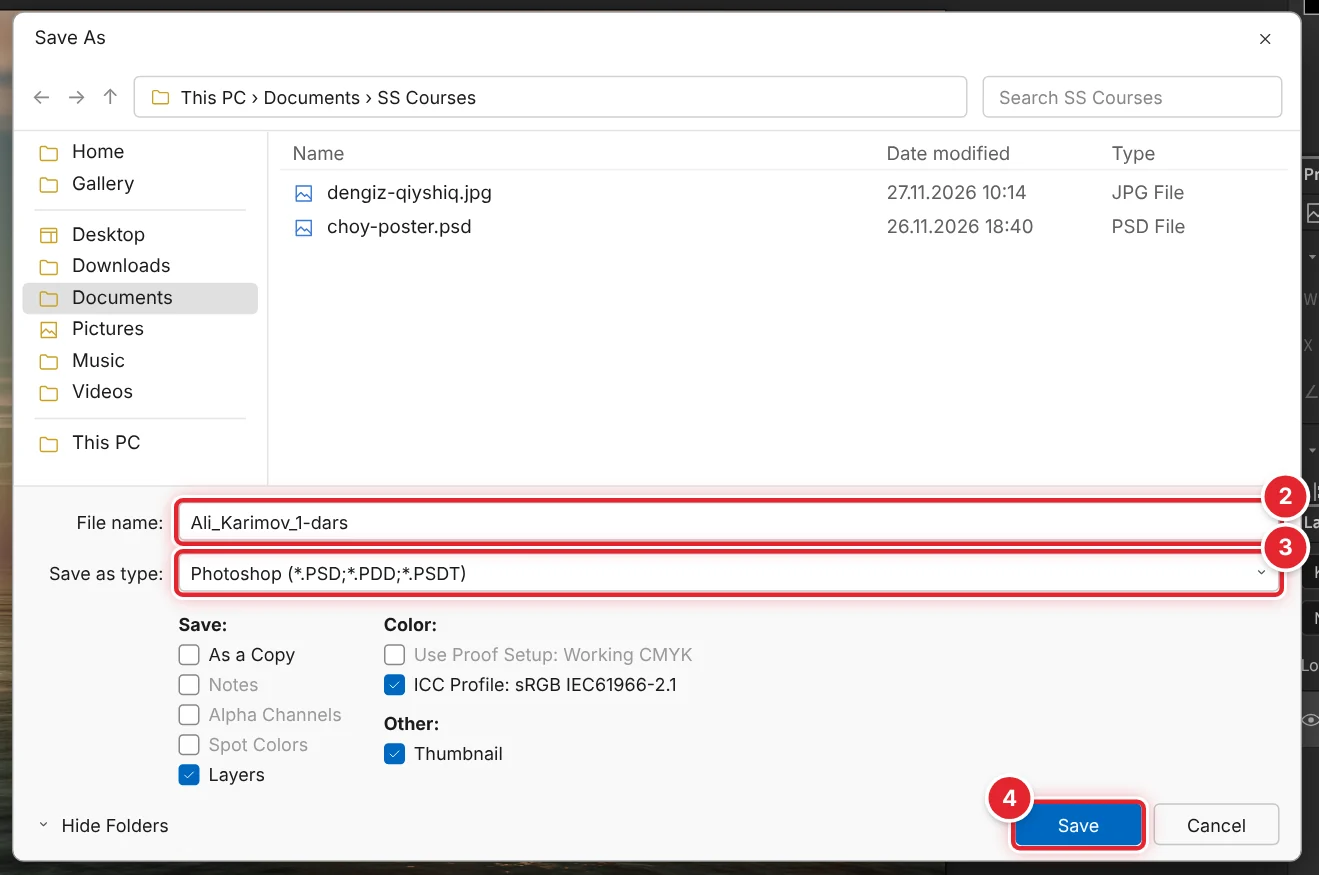 Save As
This PC › Documents › SS Courses
Search SS Courses
Home
Gallery
Desktop
Downloads
Documents
Pictures
Music
Videos
This PC
Name Date modified Type
dengiz-qiyshiq.jpg 27.11.2026 10:14 JPG File
choy-poster.psd 26.11.2026 18:40 PSD File
2
File name: Ali_Karimov_1-dars
3
Save as type: Photoshop (*.PSD;*.PDD;*.PSDT)
Save:
As a Copy
Notes
Alpha Channels
Spot Colors
Layers
Color:
Use Proof Setup: Working CMYK
ICC Profile: sRGB IEC61966-2.1
Other:
Thumbnail
Hide Folders
4
Save
Cancel
W
X